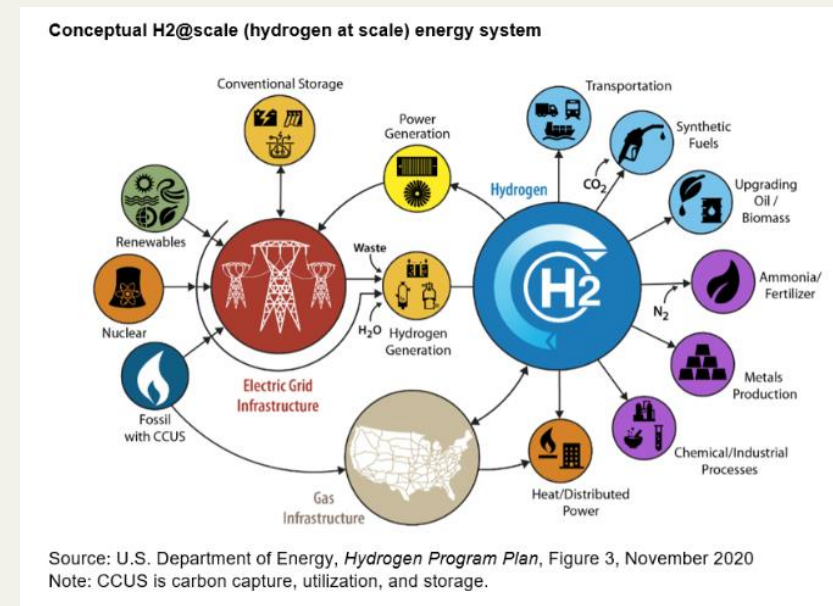 Conceptual H2@scale (hydrogen at scale) energy system
Conventional Storage
Transportation
Power
Generation
Synthetic
Fuels
Hydrogen
CO2
Upgrading
Oil /
Biomass
Renewables
Waste
H2
Ammonia/
Fertilizer
N2
Nuclear
H2O
Hydrogen
Generation
Electric Grid
Infrastructure
Metals
Production
Fossil
with CCUS
Chemical/Industrial
Processes
Gas
Infrastructure
Heat/Distributed
Power
Source: U.S. Department of Energy, Hydrogen Program Plan, Figure 3, November 2020
Note: CCUS is carbon capture, utilization, and storage.